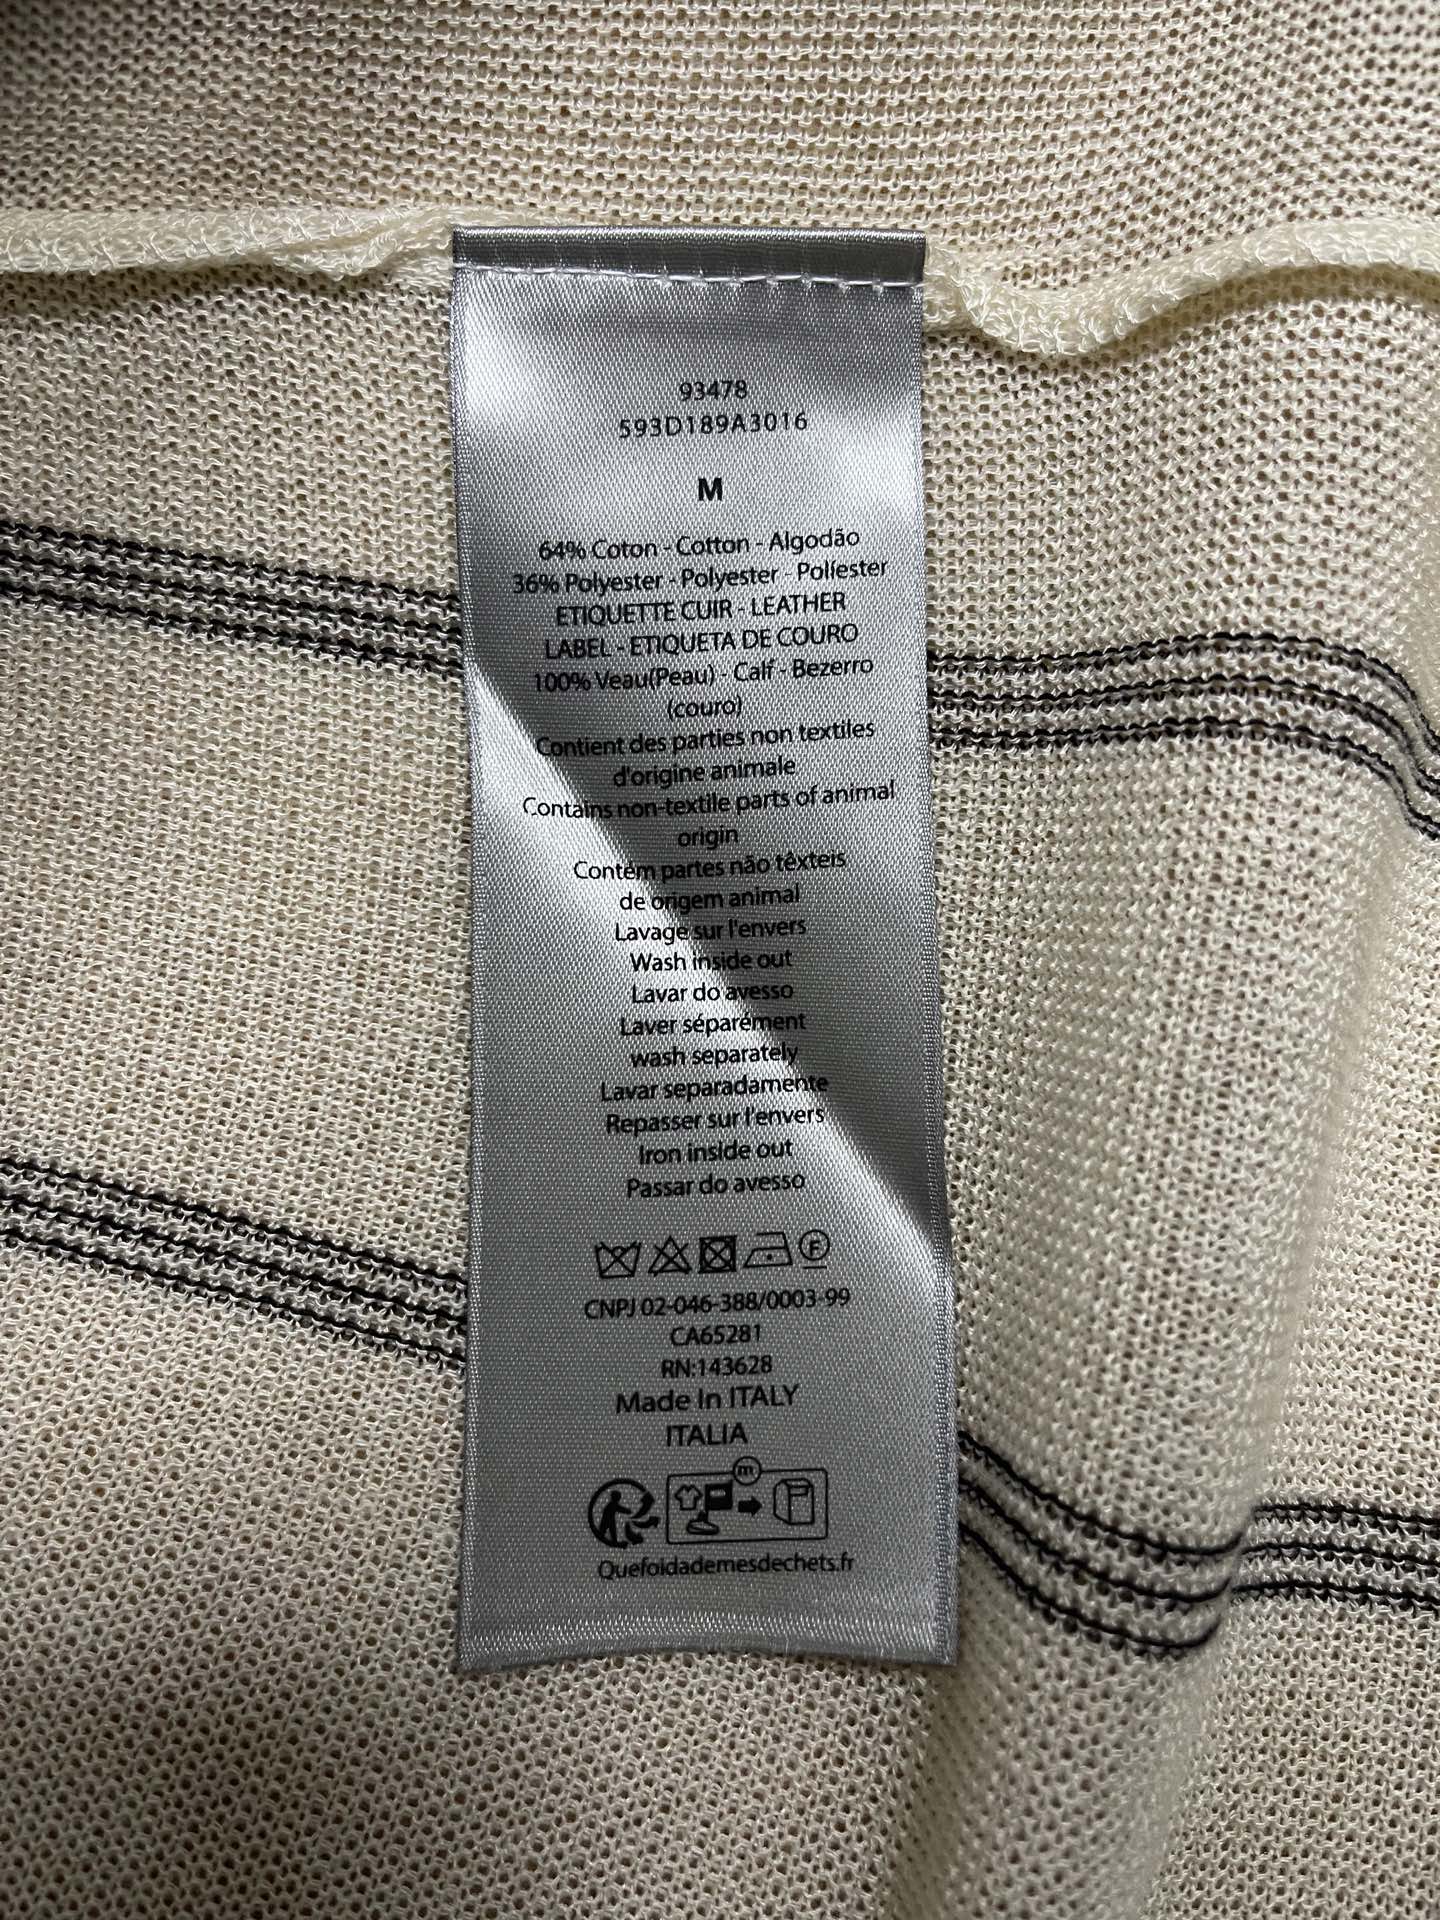 93478
593D189A3016
M
64% Coton - Cotton - Algodão
36% Polyester - Polyester - Políester
ETIQUETTE CUIR - LEATHER
LABEL - ETIQUETA DE COURO
100% Veau(Peau) - Calf - Bezerro
(couro)
Contient des parties non textiles
d'origine animale
Contains non-textile parts of animal
origin
Contém partes não têxteis
de origem animal
Lavage sur l'envers
Wash inside out
Lavar do avesso
Laver séparément
wash separately
Lavar separadamente
Repasser sur l'envers
Iron inside out
Passar do avesso
F
CNPJ 02-046-388/0003-99
CA65281
RN:143628
Made In ITALY
ITALIA
m
Quefoidademesdechets.fr